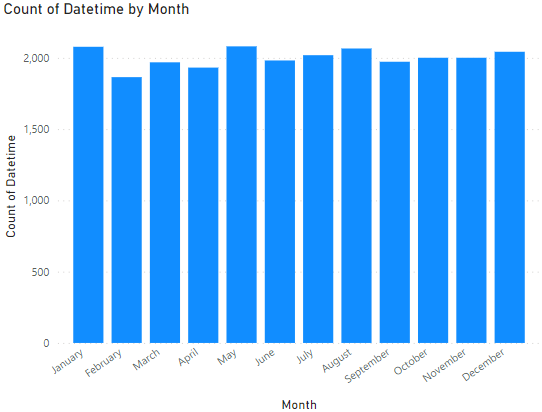 Count of Datetime by Month
Count of Datetime
2,000
1,500
1,000
500
0
January
February
March
April
May
June
July
August
September
October
November
December
Month